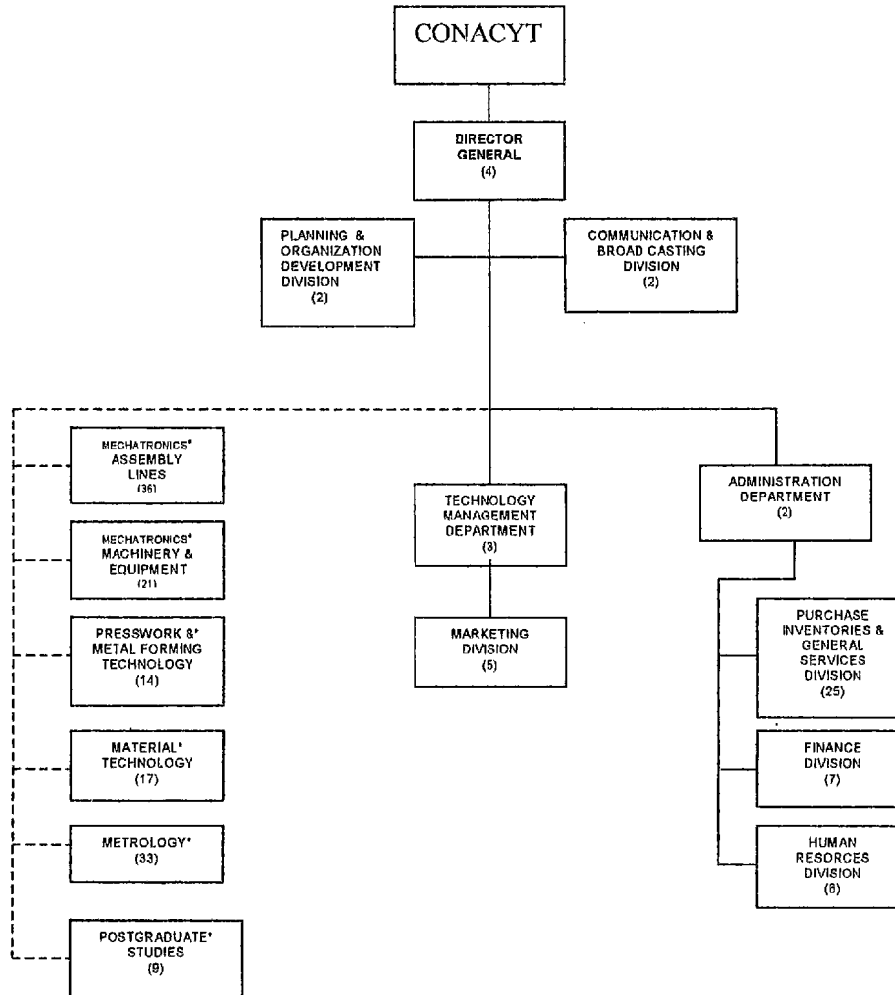 CONACYT
DIRECTOR
GENERAL
(4)
PLANNING &
ORGANIZATION
DEVELOPMENT
DIVISION
(2)
COMMUNICATION &
BROAD CASTING
DIVISION
(2)
MECHATRONICS*
ASSEMBLY
LINES
(36)
MECHATRONICS*
MACHINERY &
EQUIPMENT
(21)
PRESSWORK &*
METAL FORMING
TECHNOLOGY
(14)
MATERIAL*
TECHNOLOGY
(17)
METROLOGY*
(33)
POSTGRADUATE*
STUDIES
(9)
TECHNOLOGY
MANAGEMENT
DEPARTMENT
(3)
MARKETING
DIVISION
(5)
ADMINISTRATION
DEPARTMENT
(2)
PURCHASE
INVENTORIES &
GENERAL
SERVICES
DIVISION
(25)
FINANCE
DIVISION
(7)
HUMAN
RESORCES
DIVISION
(6)